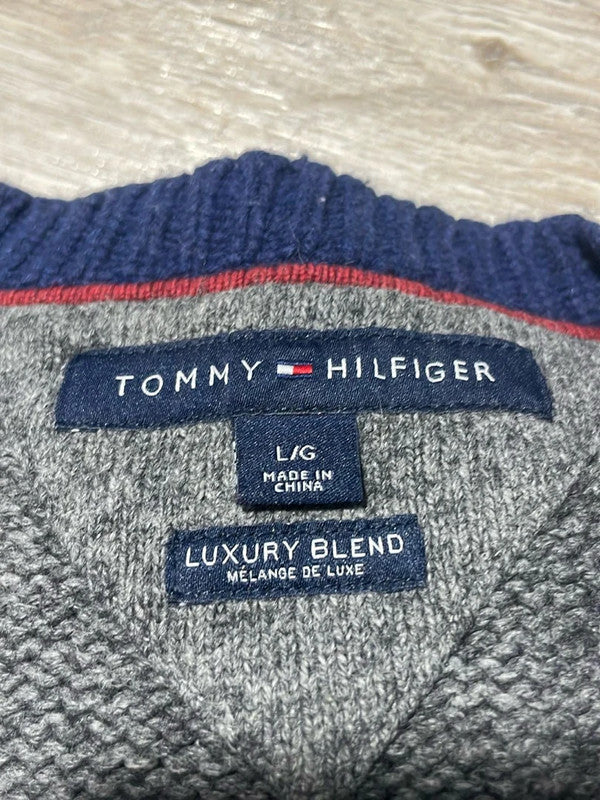 TOMMY HILFIGER
L/G
MADE IN
CHINA
LUXURY BLEND
MÉLANGE DE LUXE